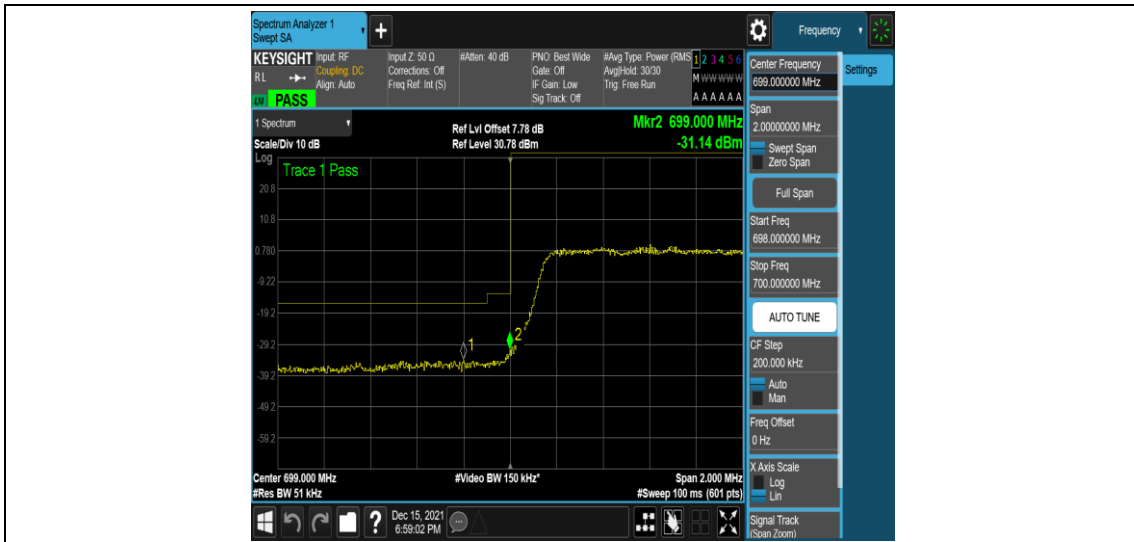 Spectrum Analyzer 1
Swept SA
Frequency
KEYSIGHT
RL
PASS
Input: RF
Coupling: DC
Align: Auto
Input Z: 50 Ω
Corrections: Off
Freq Ref: Int (S)
#Atten: 40 dB
PNO: Best Wide
Gate: Off
IF Gain: Low
Sig Track: Off
#Avg Type: Power (RMS
Avg|Hold: 30/30
Trig: Free Run
1 2 3 4 5 6
M W W W W W
A A A A A A
1 Spectrum
Scale/Div 10 dB
Ref Lvl Offset 7.78 dB
Ref Level 30.78 dBm
Mkr2 699.000 MHz
-31.14 dBm
Log
Trace 1 Pass
20.8
10.8
0.780
-9.22
-19.2
-29.2
-39.2
-49.2
-59.2
1
2
Center 699.000 MHz
#Video BW 150 kHz*
Span 2.000 MHz
#Res BW 51 kHz
#Sweep 100 ms (601 pts)
Dec 15, 2021
6:59:02 PM
Center Frequency
699.000000 MHz
Settings
Span
2.00000000 MHz
Swept Span
Zero Span
Full Span
Start Freq
698.000000 MHz
Stop Freq
700.000000 MHz
AUTO TUNE
CF Step
200.000 kHz
Auto
Man
Freq Offset
0 Hz
X Axis Scale
Log
Lin
Signal Track
(Span Zoom)